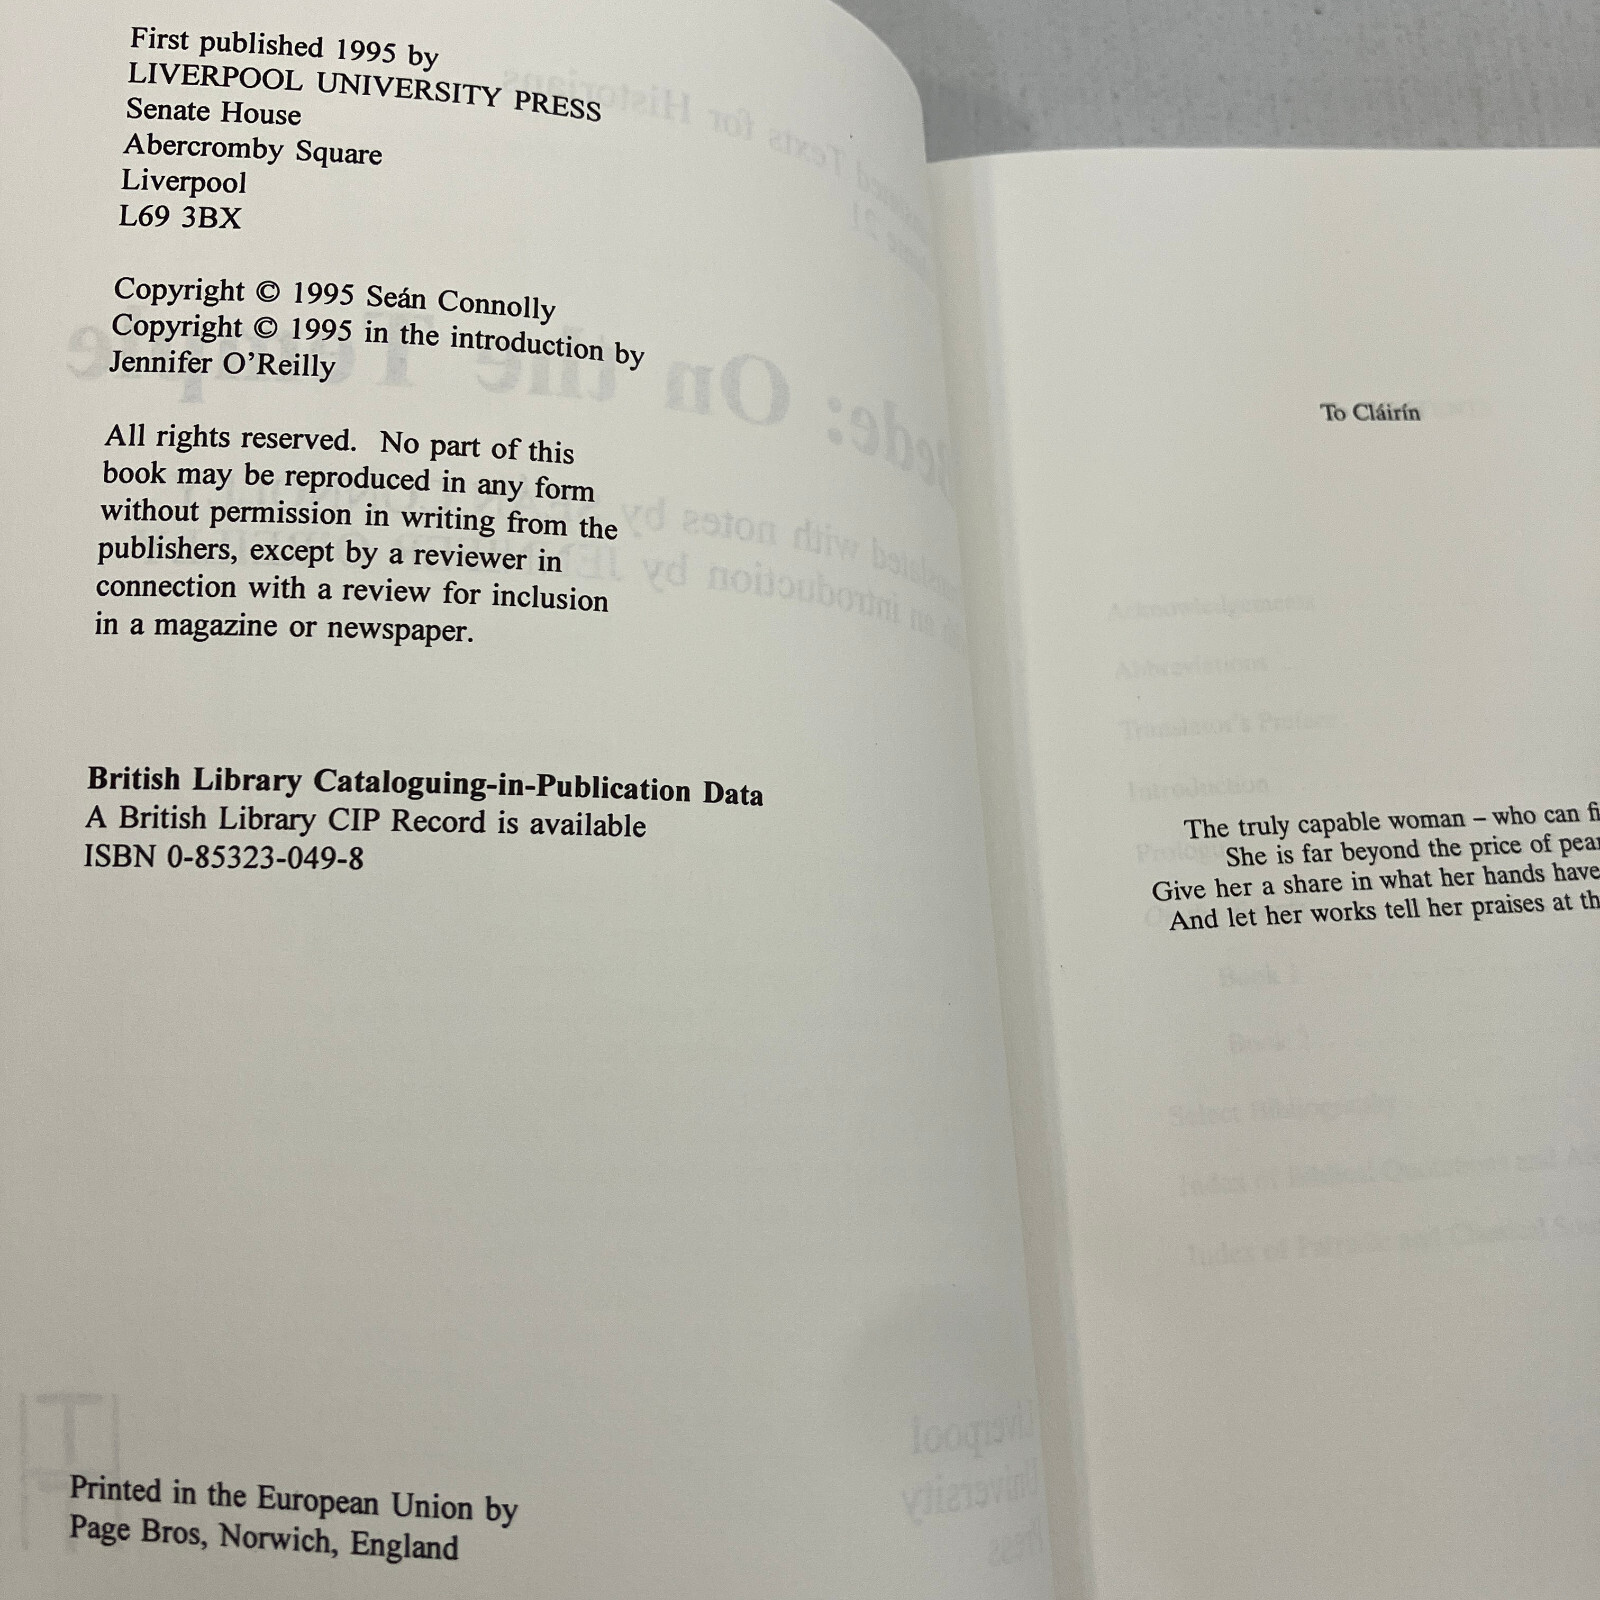 First published 1995 by
LIVERPOOL UNIVERSITY PRESS
Senate House
Abercromby Square
Liverpool
L69 3BX
Copyright © 1995 Seán Connolly
Copyright © 1995 in the introduction by
Jennifer O'Reilly
All rights reserved. No part of this
book may be reproduced in any form
without permission in writing from the
publishers, except by a reviewer in
connection with a review for inclusion
in a magazine or newspaper.
British Library Cataloguing-in-Publication Data
A British Library CIP Record is available
ISBN 0-85323-049-8
Printed in the European Union by
Page Bros, Norwich, England
To Cláirín
The truly capable woman – who can
She is far beyond the price of
Give her a share in what her hands have
And let her works tell her praises at